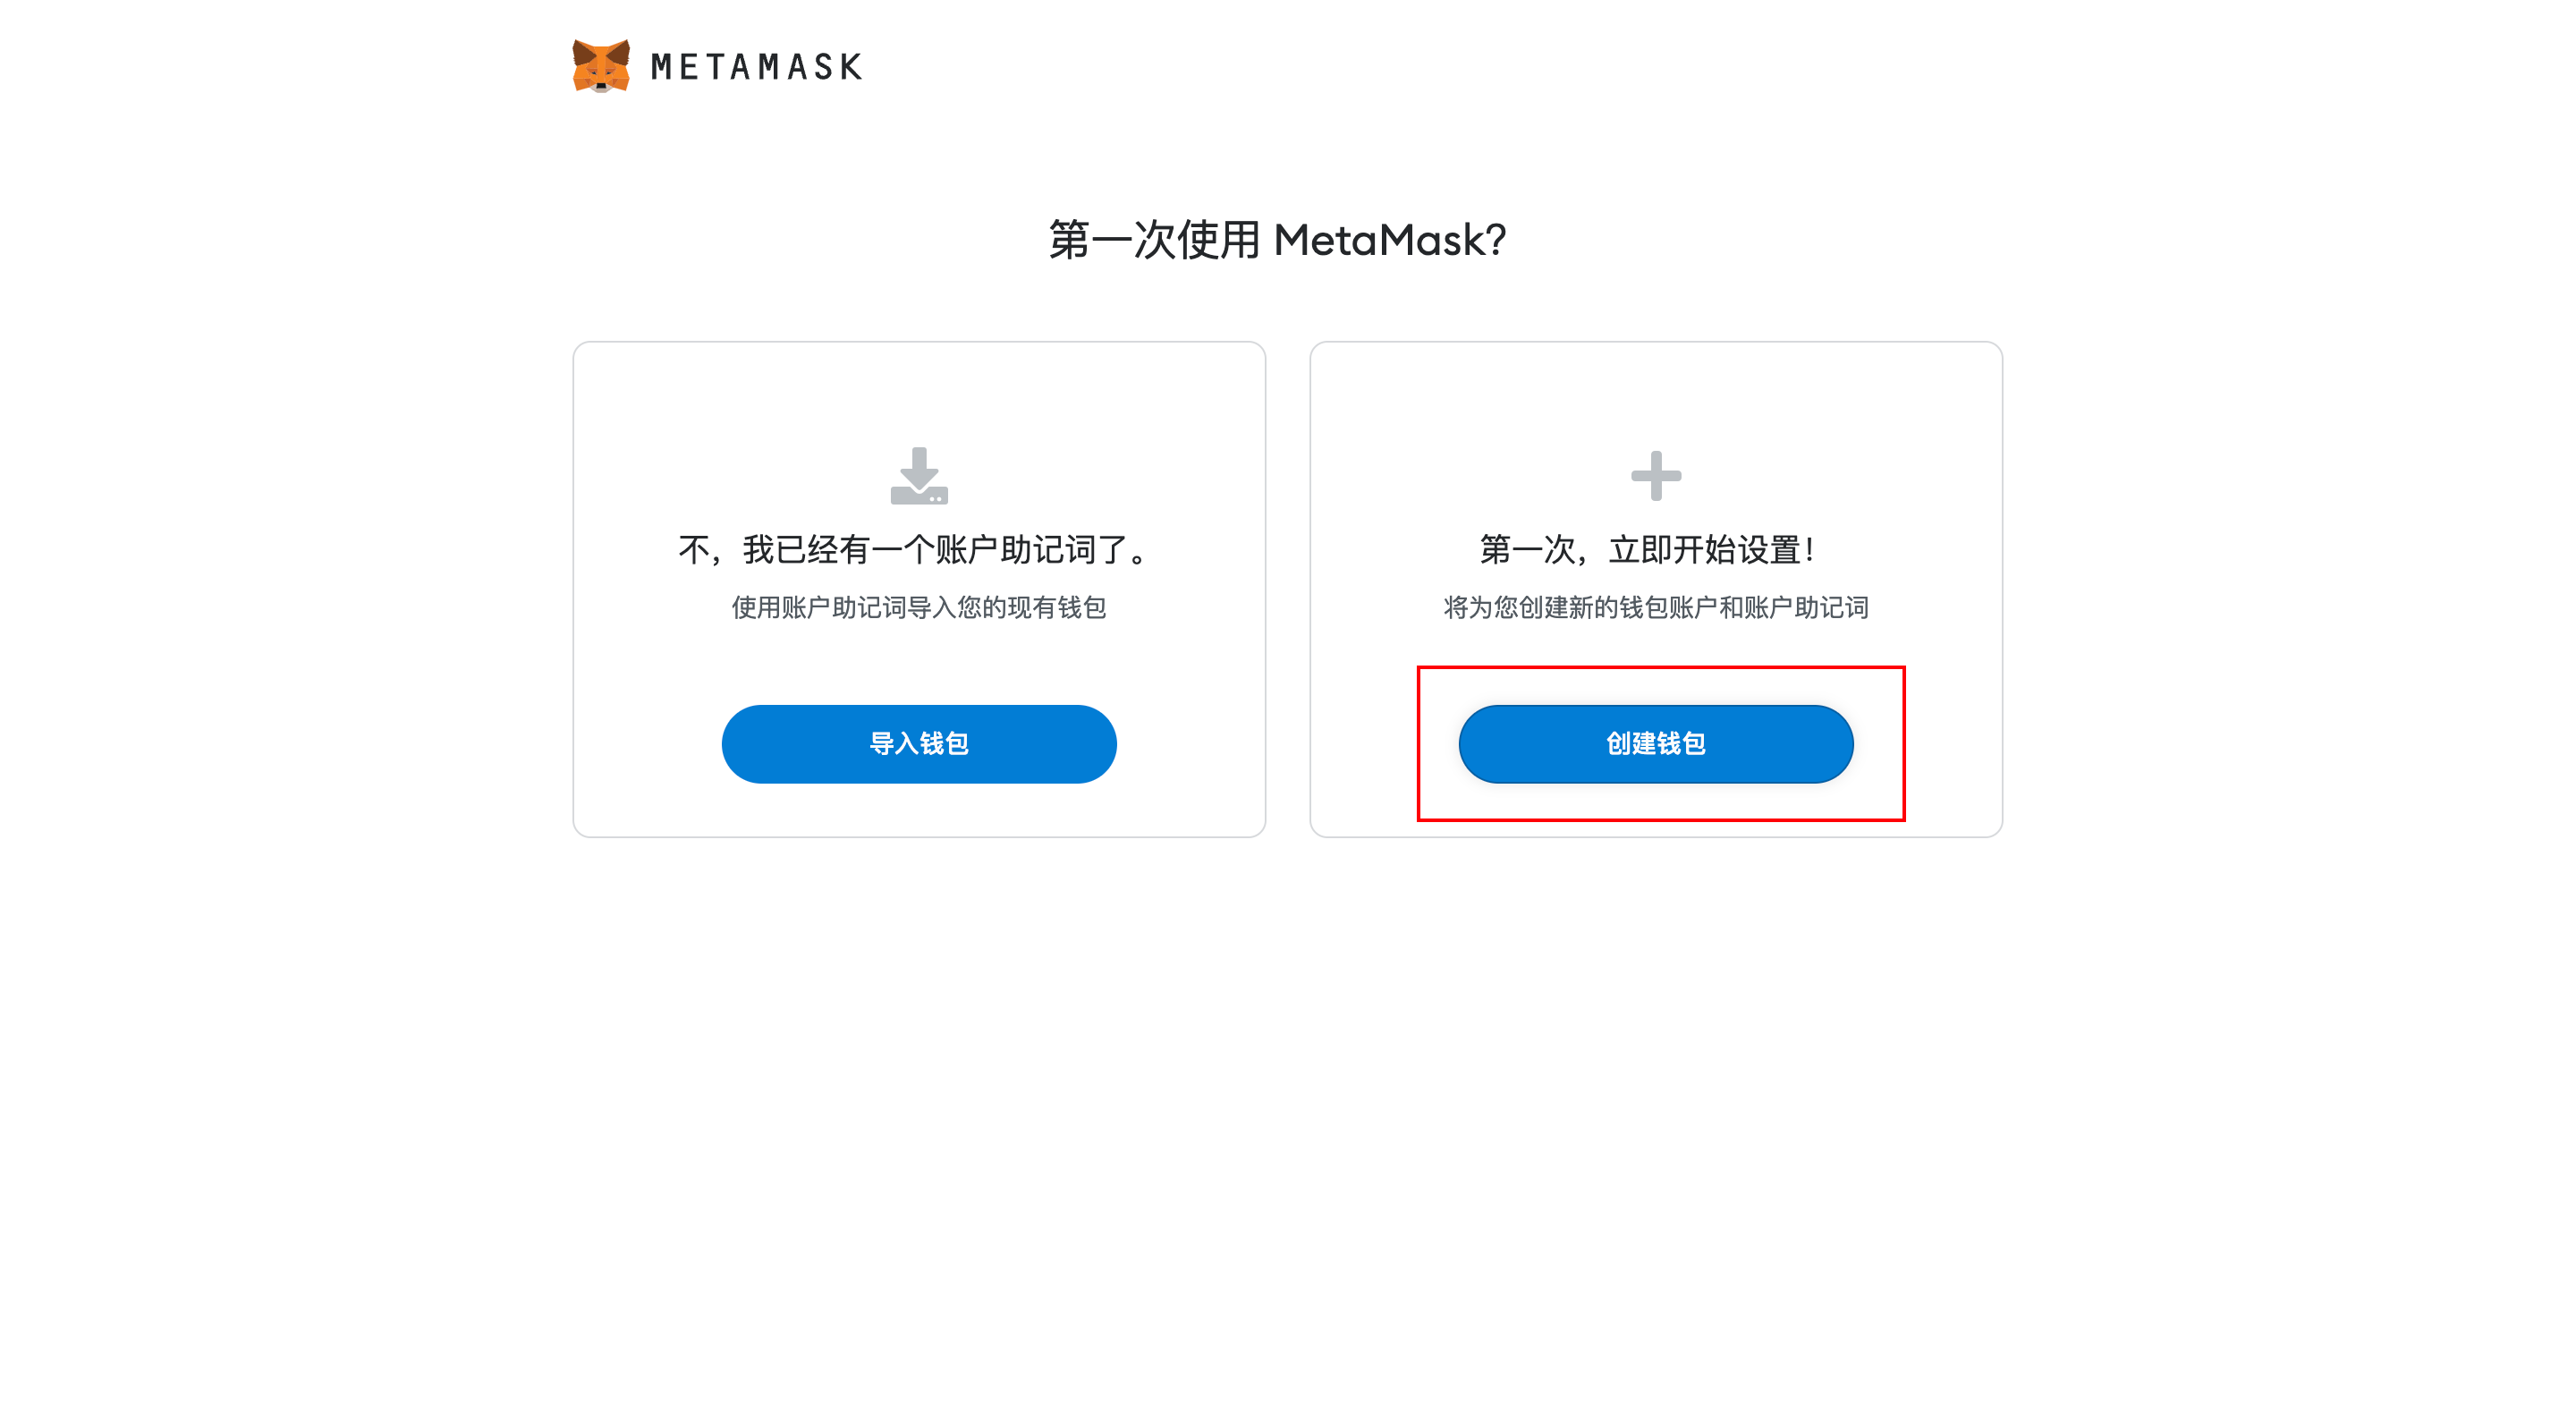 METAMASK
第一次使用 MetaMask?
不，我已经有一个账户助记词了。
使用账户助记词导入您的现有钱包
导入钱包
第一次，立即开始设置！
将为您创建新的钱包账户和账户助记词
创建钱包